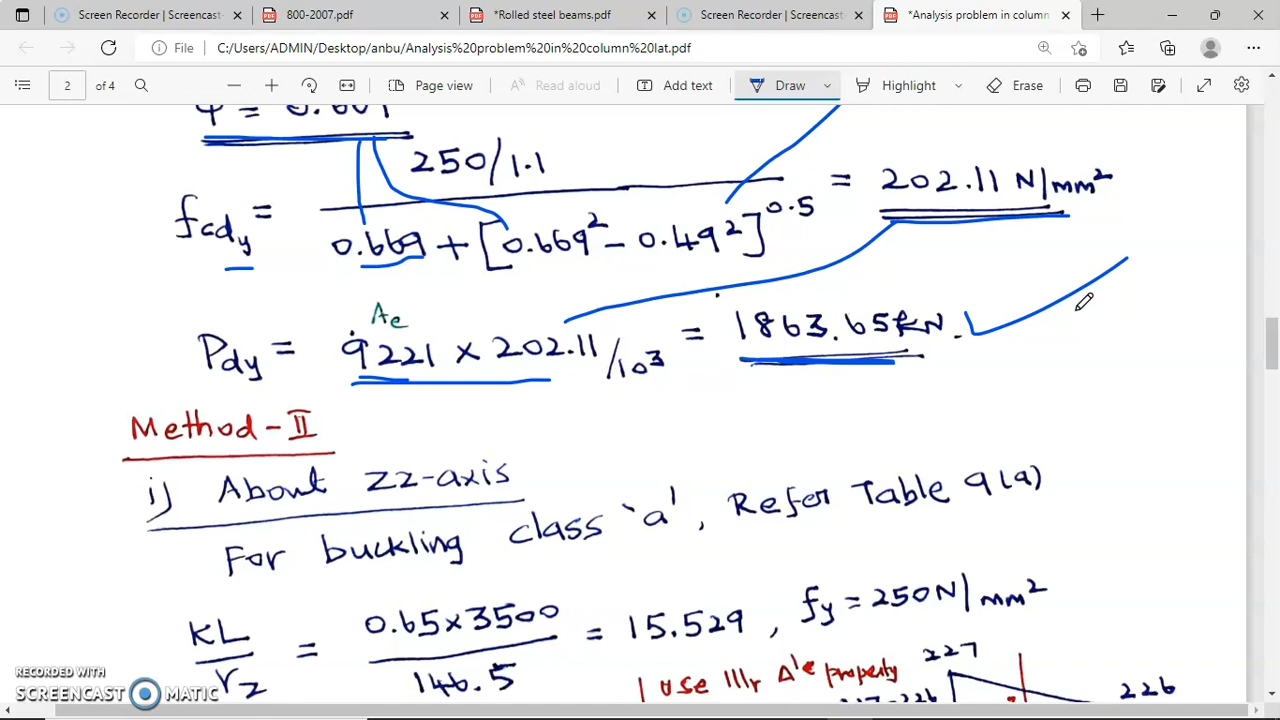 Screen Recorder | Screencast-
800-2007.pdf
*Rolled steel beams.pdf
Screen Recorder | Screencast-
*Analysis problem in column
File C:/Users/ADMIN/Desktop/anbu/Analysis%20problem%20in%20column%20lat.pdf
2 of 4 Page view Read aloud Add text Draw Highlight Erase
250/1.1
fcdy = 0.669 + [0.669² - 0.49²]^0.5 = 202.11 N/mm²
Ae
Pdy = 9221 x 202.11/10³ = 1863.65 kN.
Method-II
i) About zz-axis
For buckling class 'a', Refer Table 9(a)
KL/rz = 0.65x3500/146.5 = 15.529, fy = 250N/mm²
227
use IIIr Δle property
226
RECORDED WITH
SCREENCAST MATIC